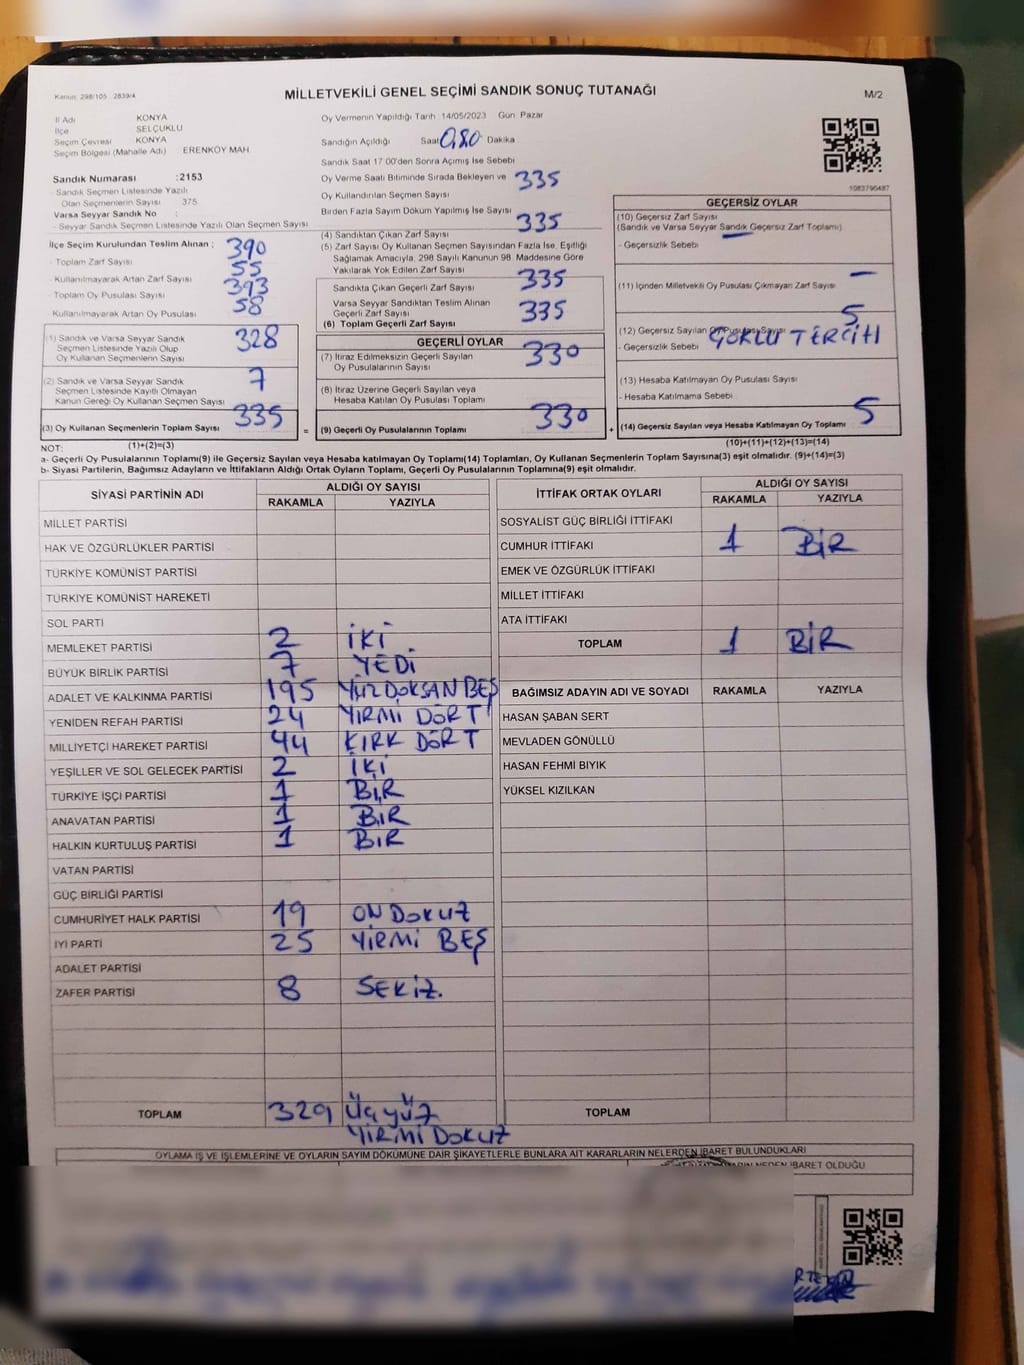 Kanun: 298/105 2839/4
MİLLETVEKİLİ GENEL SEÇİMİ SANDIK SONUÇ TUTANAĞI
M/2
İl Adı KONYA
İlçe SELÇUKLU
Seçim Çevresi KONYA
Seçim Bölgesi (Mahalle Adı) ERENKÖY MAH.
Sandık Numarası :2153
- Sandık Seçmen Listesinde Yazılı
Olan Seçmenlerin Sayısı 375
Varsa Seyyar Sandık No :
- Seyyar Sandık Seçmen Listesinde Yazılı Olan Seçmen Sayısı
İlçe Seçim Kurulundan Teslim Alınan ;
- Toplam Zarf Sayısı 390
- Kullanılmayarak Artan Zarf Sayısı 55
- Toplam Oy Pusulası Sayısı 393
Kullanılmayarak Artan Oy Pusulası 58
(1) Sandık ve Varsa Seyyar Sandık
Seçmen Listesinde Yazılı Olup
Oy Kullanan Seçmenlerin Sayısı 328
(2) Sandık ve Varsa Seyyar Sandık
Seçmen Listesinde Kayıtlı Olmayan
Kanun Gereği Oy Kullanan Seçmen Sayısı 7
(3) Oy Kullanan Seçmenlerin Toplam Sayısı 335
(1)+(2)=(3)
Oy Vermenin Yapıldığı Tarih 14/05/2023 Gün Pazar
Sandığın Açıldığı Saat Dakika
Sandık Saat 17:00'den Sonra Açımış İse Sebebi
Oy Verme Saati Bitiminde Sırada Bekleyen ve
Oy Kullandırılan Seçmen Sayısı 335
Birden Fazla Sayım Döküm Yapılmış İse Sayısı
(4) Sandıktan Çıkan Zarf Sayısı 335
(5) Zarf Sayısı Oy Kullanan Seçmen Sayısından Fazla İse, Eşitliği
Sağlamak Amacıyla, 298 Sayılı Kanunun 98. Maddesine Göre
Yakılarak Yok Edilen Zarf Sayısı
Sandıkta Çıkan Geçerli Zarf Sayısı 335
Varsa Seyyar Sandıktan Teslim Alınan
Geçerli Zarf Sayısı
(6) Toplam Geçerli Zarf Sayısı 335
GEÇERLİ OYLAR
(7) İtiraz Edilmeksizin Geçerli Sayılan
Oy Pusulalarının Sayısı 330
(8) İtiraz Üzerine Geçerli Sayılan veya
Hesaba Katılan Oy Pusulası Toplamı
= (9) Geçerli Oy Pusulalarının Toplamı 330
1083796487
GEÇERSİZ OYLAR
(10) Geçersiz Zarf Sayısı
(Sandık ve Varsa Seyyar Sandık Geçersiz Zarf Toplamı)
- Geçersizlik Sebebi
(11) İçinden Milletvekili Oy Pusulası Çıkmayan Zarf Sayısı
(12) Geçersiz Sayılan Oy Pusulası Sayısı 5
- Geçersizlik Sebebi ÇOKLU TERCİH
(13) Hesaba Katılmayan Oy Pusulası Sayısı
- Hesaba Katılmama Sebebi
+ (14) Geçersiz Sayılan veya Hesaba Katılmayan Oy Toplamı 5
(10)+(11)+(12)+(13)=(14)
NOT:
a- Geçerli Oy Pusulalarının Toplamı(9) ile Geçersiz Sayılan veya Hesaba Katılmayan Oy Toplamı(14) Toplamları, Oy Kullanan Seçmenlerin Toplam Sayısına(3) eşit olmalıdır. (9)+(14)=(3)
b- Siyasi Partilerin, Bağımsız Adayların ve İttifakların Aldığı Ortak Oyların Toplamı, Geçerli Oy Pusulalarının Toplamına(9) eşit olmalıdır.
SİYASİ PARTİNİN ADI ALDIĞI OY SAYISI
RAKAMLA YAZIYLA
MİLLET PARTİSİ
HAK VE ÖZGÜRLÜKLER PARTİSİ
TÜRKİYE KOMÜNİST PARTİSİ
TÜRKİYE KOMÜNİST HAREKETİ
SOL PARTİ
MEMLEKET PARTİSİ 2 İKİ
BÜYÜK BİRLİK PARTİSİ 7 YEDİ
ADALET VE KALKINMA PARTİSİ 195 YÜZ DOKSAN BEŞ
YENİDEN REFAH PARTİSİ 24 YİRMİ DÖRT
MİLLİYETÇİ HAREKET PARTİSİ 44 KIRK DÖRT
YEŞİLLER VE SOL GELECEK PARTİSİ 2 İKİ
TÜRKİYE İŞÇİ PARTİSİ 1 BİR
ANAVATAN PARTİSİ 1 BİR
HALKIN KURTULUŞ PARTİSİ 1 BİR
VATAN PARTİSİ
GÜÇ BİRLİĞİ PARTİSİ
CUMHURİYET HALK PARTİSİ 19 ON DOKUZ
İYİ PARTİ 25 YİRMİ BEŞ
ADALET PARTİSİ
ZAFER PARTİSİ 8 SEKİZ.
TOPLAM 329 ÜÇ YÜZ
YİRMİ DOKUZ
İTTİFAK ORTAK OYLARI ALDIĞI OY SAYISI
RAKAMLA YAZIYLA
SOSYALİST GÜÇ BİRLİĞİ İTTİFAKI
CUMHUR İTTİFAKI 1 BİR
EMEK VE ÖZGÜRLÜK İTTİFAKI
MİLLET İTTİFAKI
ATA İTTİFAKI
TOPLAM 1 BİR
BAĞIMSIZ ADAYIN ADI VE SOYADI RAKAMLA YAZIYLA
HASAN ŞABAN SERT
MEVLADEN GÖNÜLLÜ
HASAN FEHMİ BIYIK
YÜKSEL KIZILKAN
TOPLAM
OYLAMA İŞ VE İŞLEMLERİNE VE OYLARIN SAYIM DÖKÜMÜNE DAİR ŞİKAYETLERLE BUNLARA AİT KARARLARIN NELERDEN İBARET BULUNDUKLARI
NEDEN İBARET OLDUĞU